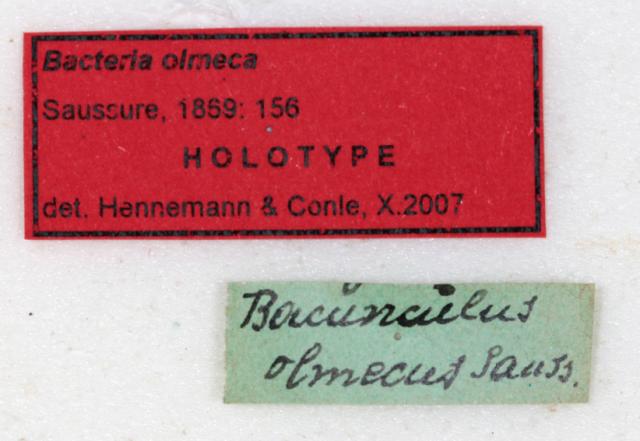 Bacteria olmeca
Saussure, 1869: 156
HOLOTYPE
det. Hennemann & Conle, X.2007
Bacunculus
olmecus Sauss.